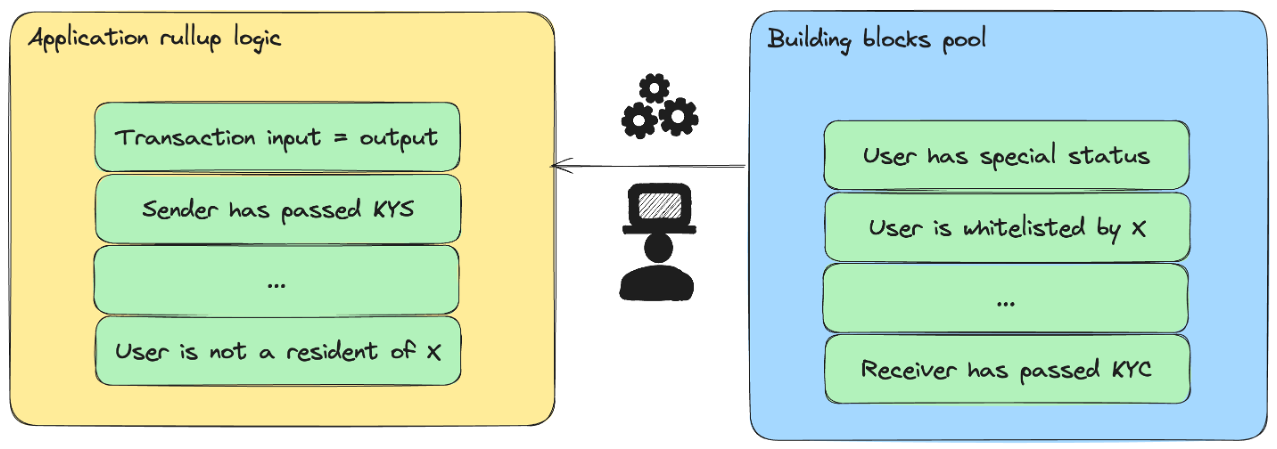 Application rullup logic
Transaction input = output
Sender has passed KYS
...
User is not a resident of X
Building blocks pool
User has special status
User is whitelisted by X
...
Receiver has passed KYC